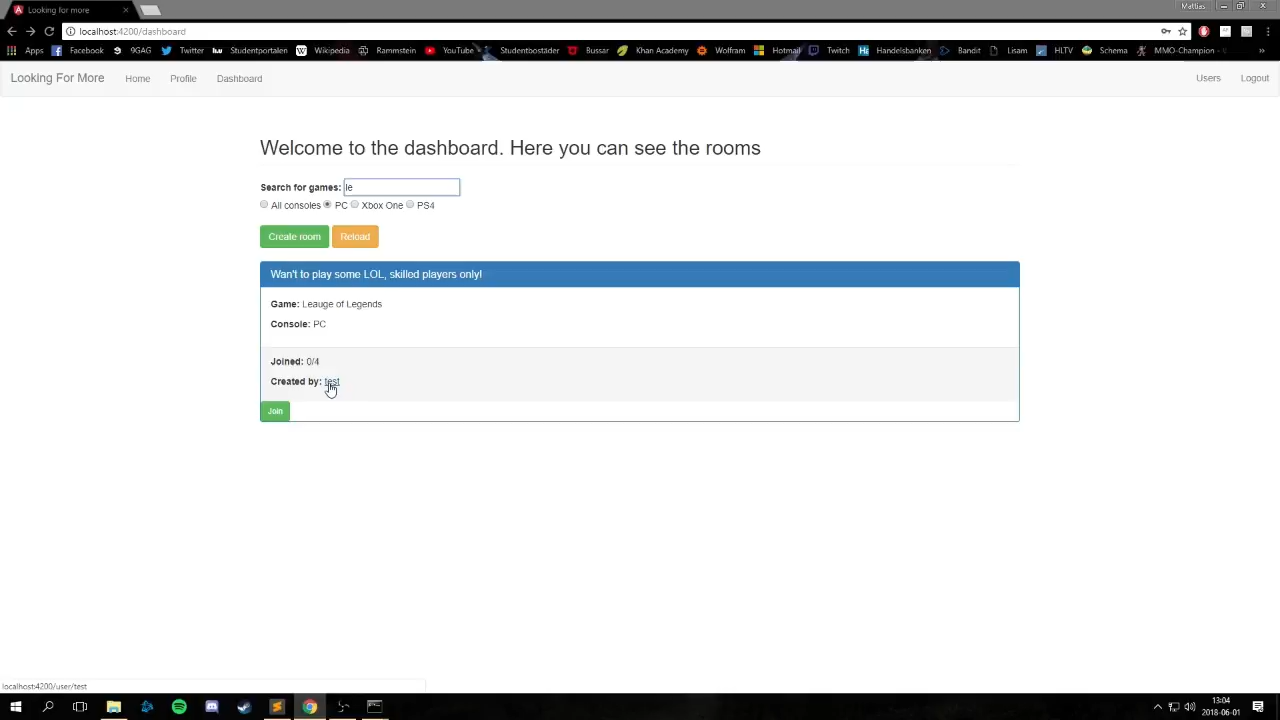 Looking for more
Mattias
localhost:4200/dashboard
Apps Facebook 9GAG Twitter Studentportalen Wikipedia Rammstein YouTube Studentbostäder Bussar Khan Academy Wolfram Hotmail Twitch Handelsbanken Bandit Lisam HLTV Schema MMO-Champion -
Looking For More Home Profile Dashboard Users Logout
Welcome to the dashboard. Here you can see the rooms
Search for games: le
All consoles PC Xbox One PS4
Create room Reload
Wan't to play some LOL, skilled players only!
Game: Leauge of Legends
Console: PC
Joined: 0/4
Created by: test
Join
localhost:4200/user/test
13:04
2018-06-01